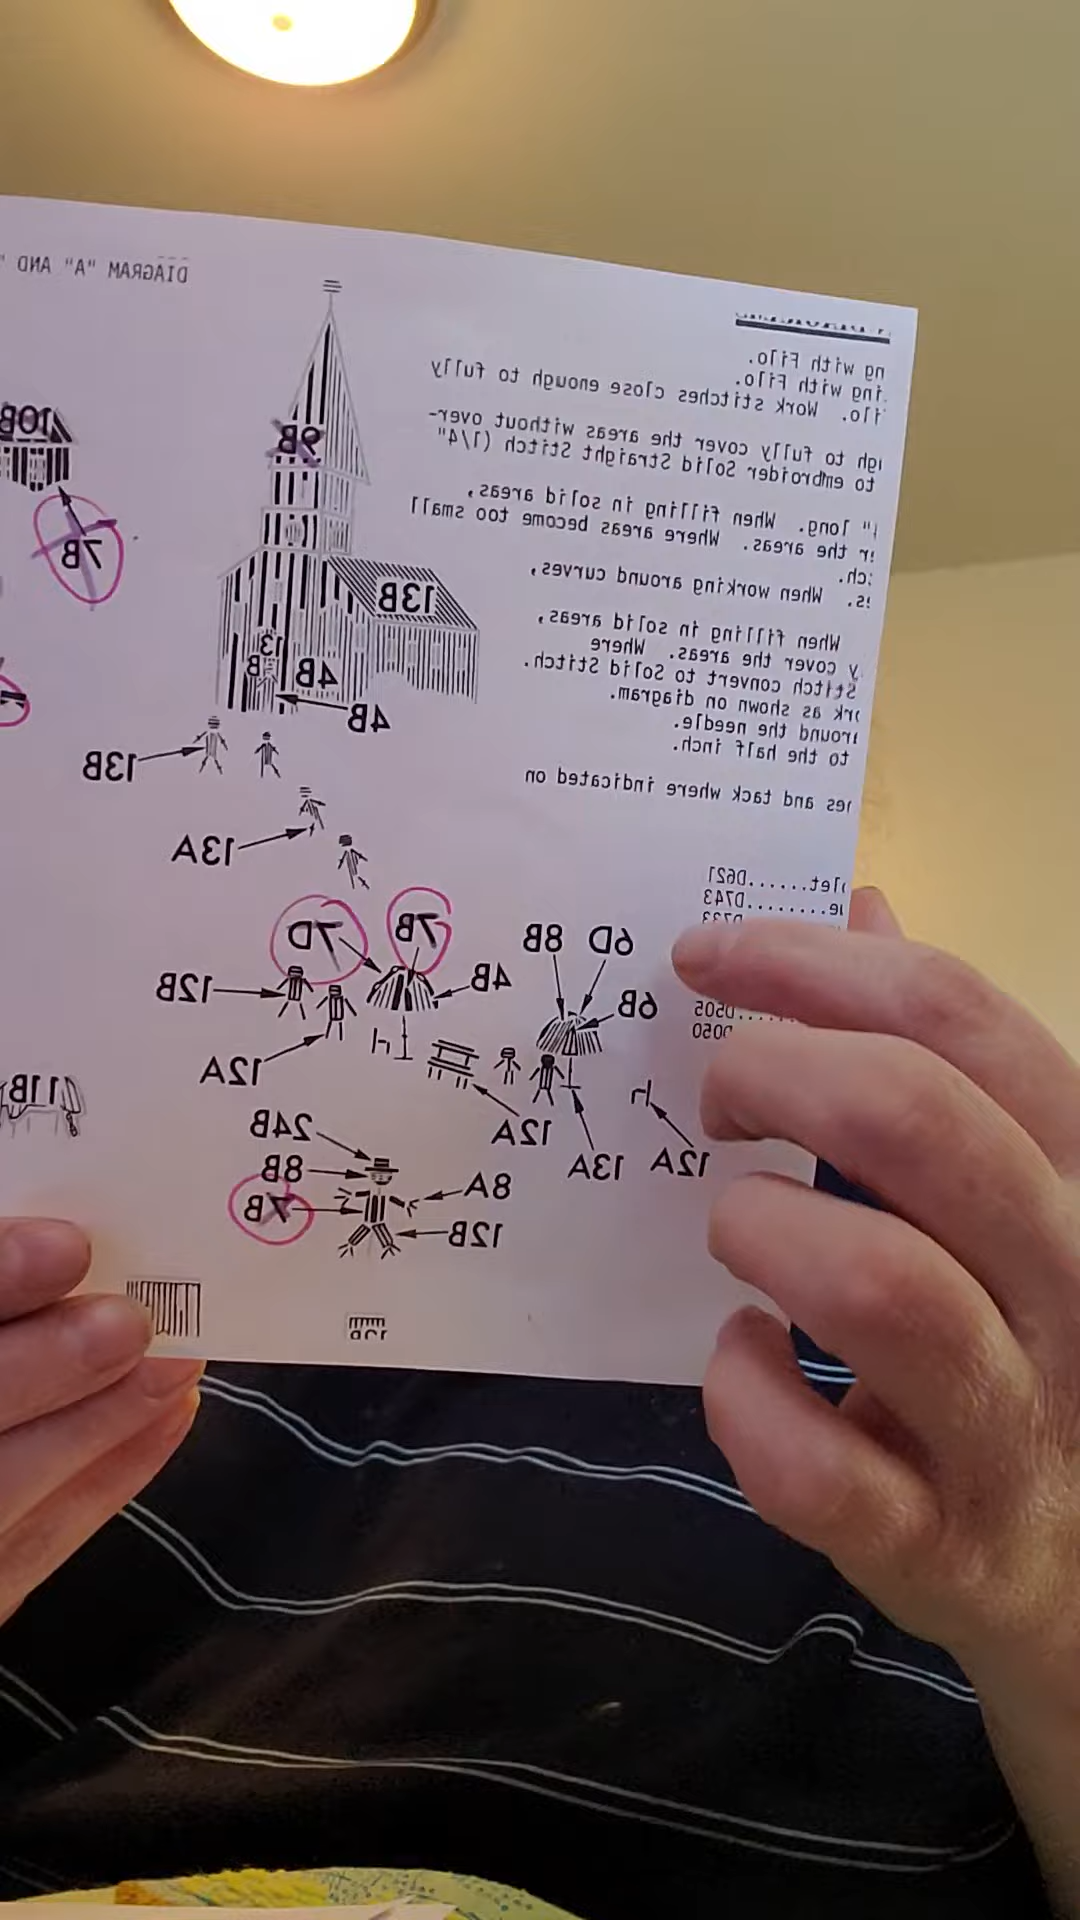 DIAGRAM "A" AND "
ng with Filo.
ing with Filo.
ilo. Work stitches close enough to fully
gh to fully cover the areas without over-
to embroider Solid Straight Stitch (1/4"
" long. When filling in solid areas,
r the areas. Where areas become too small
ch.
s. When working around curves,
When filling in solid areas,
y cover the areas. Where
Stitch convert to Solid Stitch.
rk as shown on diagram.
round the needle.
to the half inch.
es and tack where indicated on
let......D621
e........D743
D505
D050
10B
7B
9B
13B
13
B
4B
4B
13B
13A
7D
7B
4B
12B
12A
8B
6D
6B
12A
13A
12A
24B
8B
7B
8A
12B
11B